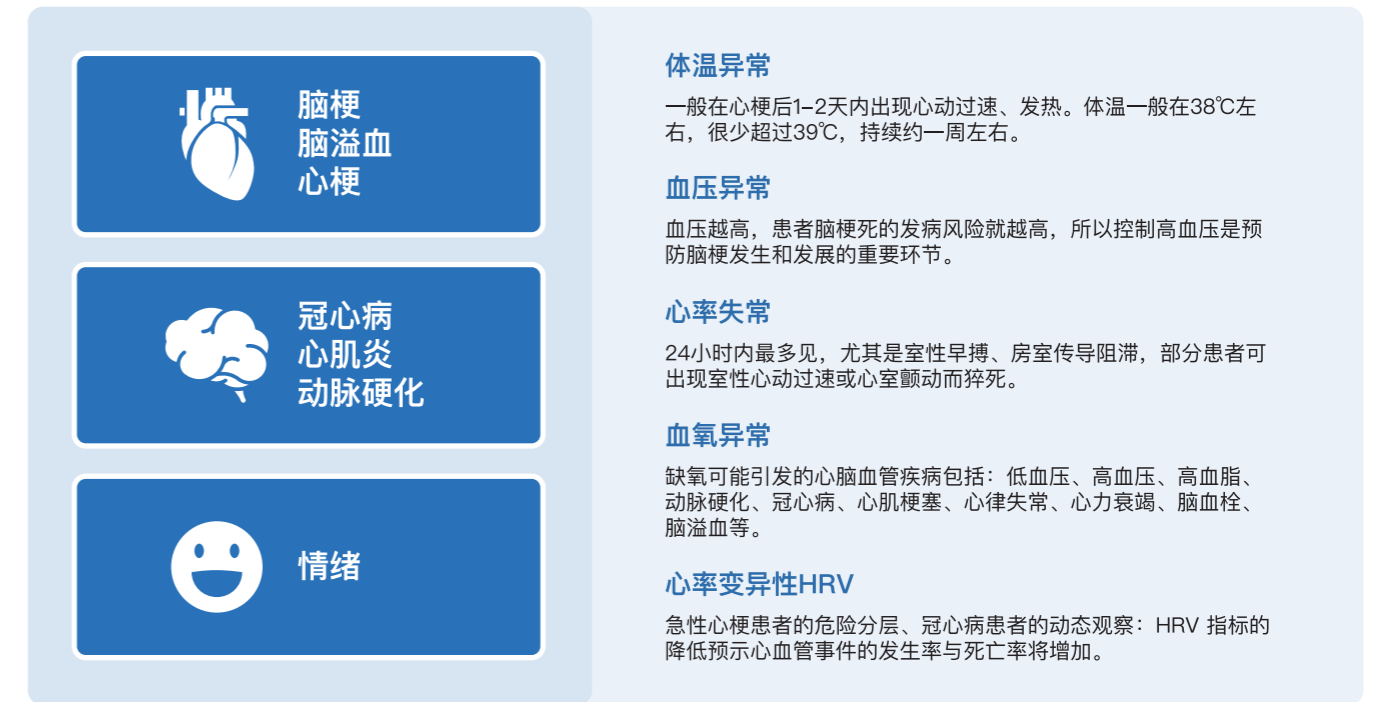 脑梗
脑溢血
心梗
冠心病
心肌炎
动脉硬化
情绪
体温异常
一般在心梗后1-2天内出现心动过速、发热。体温一般在38℃左
右，很少超过39℃，持续约一周左右。
血压异常
血压越高，患者脑梗死的发病风险就越高，所以控制高血压是预
防脑梗发生和发展的重要环节。
心率失常
24小时内最多见，尤其是室性早搏、房室传导阻滞，部分患者可
出现室性心动过速或心室颤动而猝死。
血氧异常
缺氧可能引发的心脑血管疾病包括：低血压、高血压、高血脂、
动脉硬化、冠心病、心肌梗塞、心律失常、心力衰竭、脑血栓、
脑溢血等。
心率变异性HRV
急性心梗患者的危险分层、冠心病患者的动态观察：HRV 指标的
降低预示心血管事件的发生率与死亡率将增加。